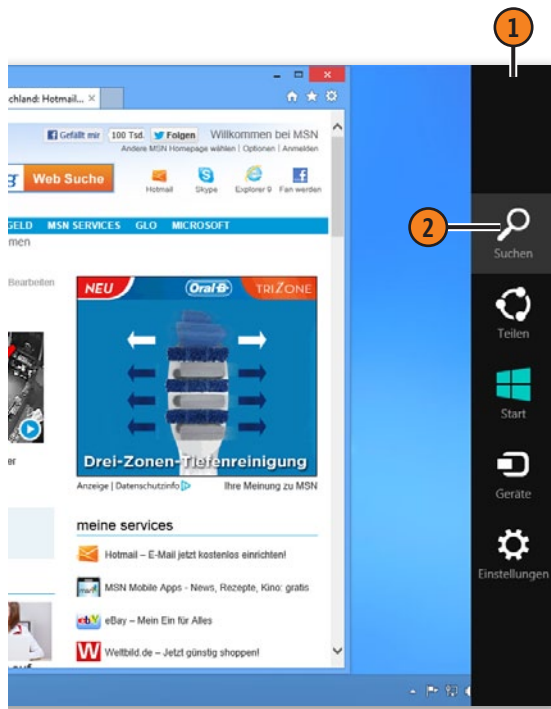 1
chland: Hotmail... ×
Gefällt mir 100 Tsd. Folgen Willkommen bei MSN
Andere MSN Homepage wählen | Optionen | Anmelden
Web Suche
Hotmail Skype Explorer 9 Fan werden
GELD MSN SERVICES GLO MICROSOFT
men
Bearbeiten
NEU Oral-B TRIZONE
Drei-Zonen-Tiefenreinigung
Anzeige | Datenschutzinfo Ihre Meinung zu MSN
er
meine services
Hotmail – E-Mail jetzt kostenlos einrichten!
MSN Mobile Apps - News, Rezepte, Kino: gratis
eBay – Mein Ein für Alles
Weltbild.de – Jetzt günstig shoppen!
2
Suchen
Teilen
Start
Geräte
Einstellungen